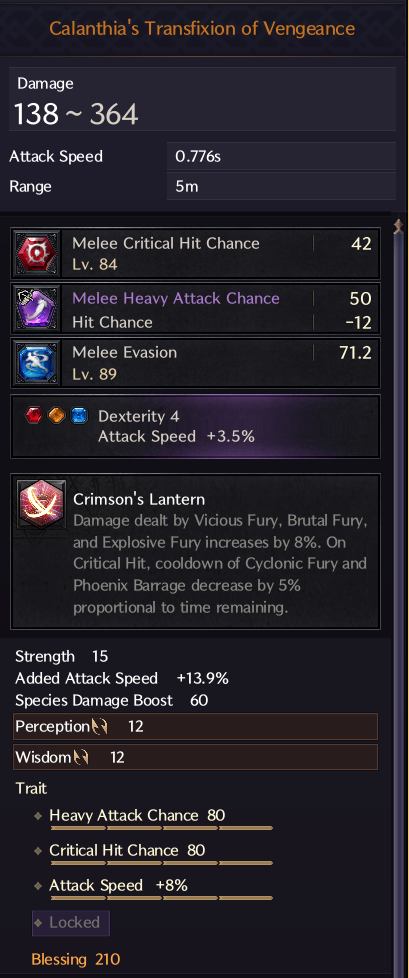 Calanthia's Transfixion of Vengeance
Damage
138 ~ 364
Attack Speed 0.776s
Range 5m
Melee Critical Hit Chance 42
Lv. 84
Melee Heavy Attack Chance 50
Hit Chance -12
Melee Evasion 71.2
Lv. 89
Dexterity 4
Attack Speed +3.5%
Crimson's Lantern
Damage dealt by Vicious Fury, Brutal Fury,
and Explosive Fury increases by 8%. On
Critical Hit, cooldown of Cyclonic Fury and
Phoenix Barrage decrease by 5%
proportional to time remaining.
Strength 15
Added Attack Speed +13.9%
Species Damage Boost 60
Perception 12
Wisdom 12
Trait
Heavy Attack Chance 80
Critical Hit Chance 80
Attack Speed +8%
Locked
Blessing 210